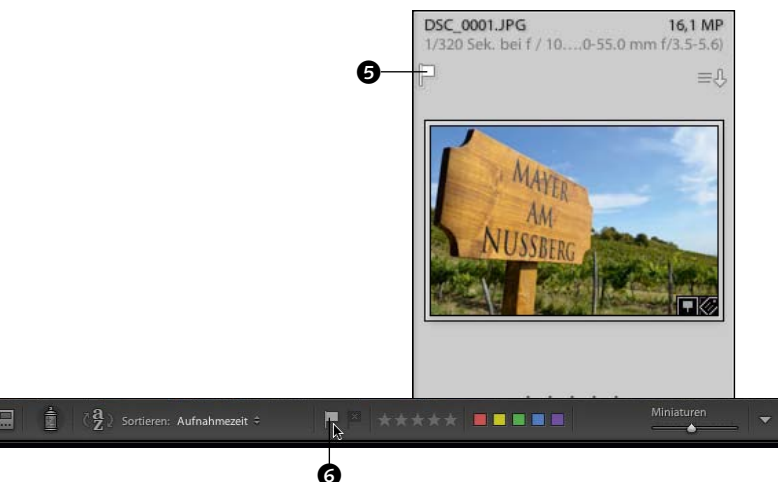 DSC_0001.JPG 16,1 MP
1/320 Sek. bei f / 10....0-55.0 mm f/3.5-5.6)
5
MAYER
AM
NUSSBERG
a
Z
Sortieren: Aufnahmezeit
Miniaturen
6